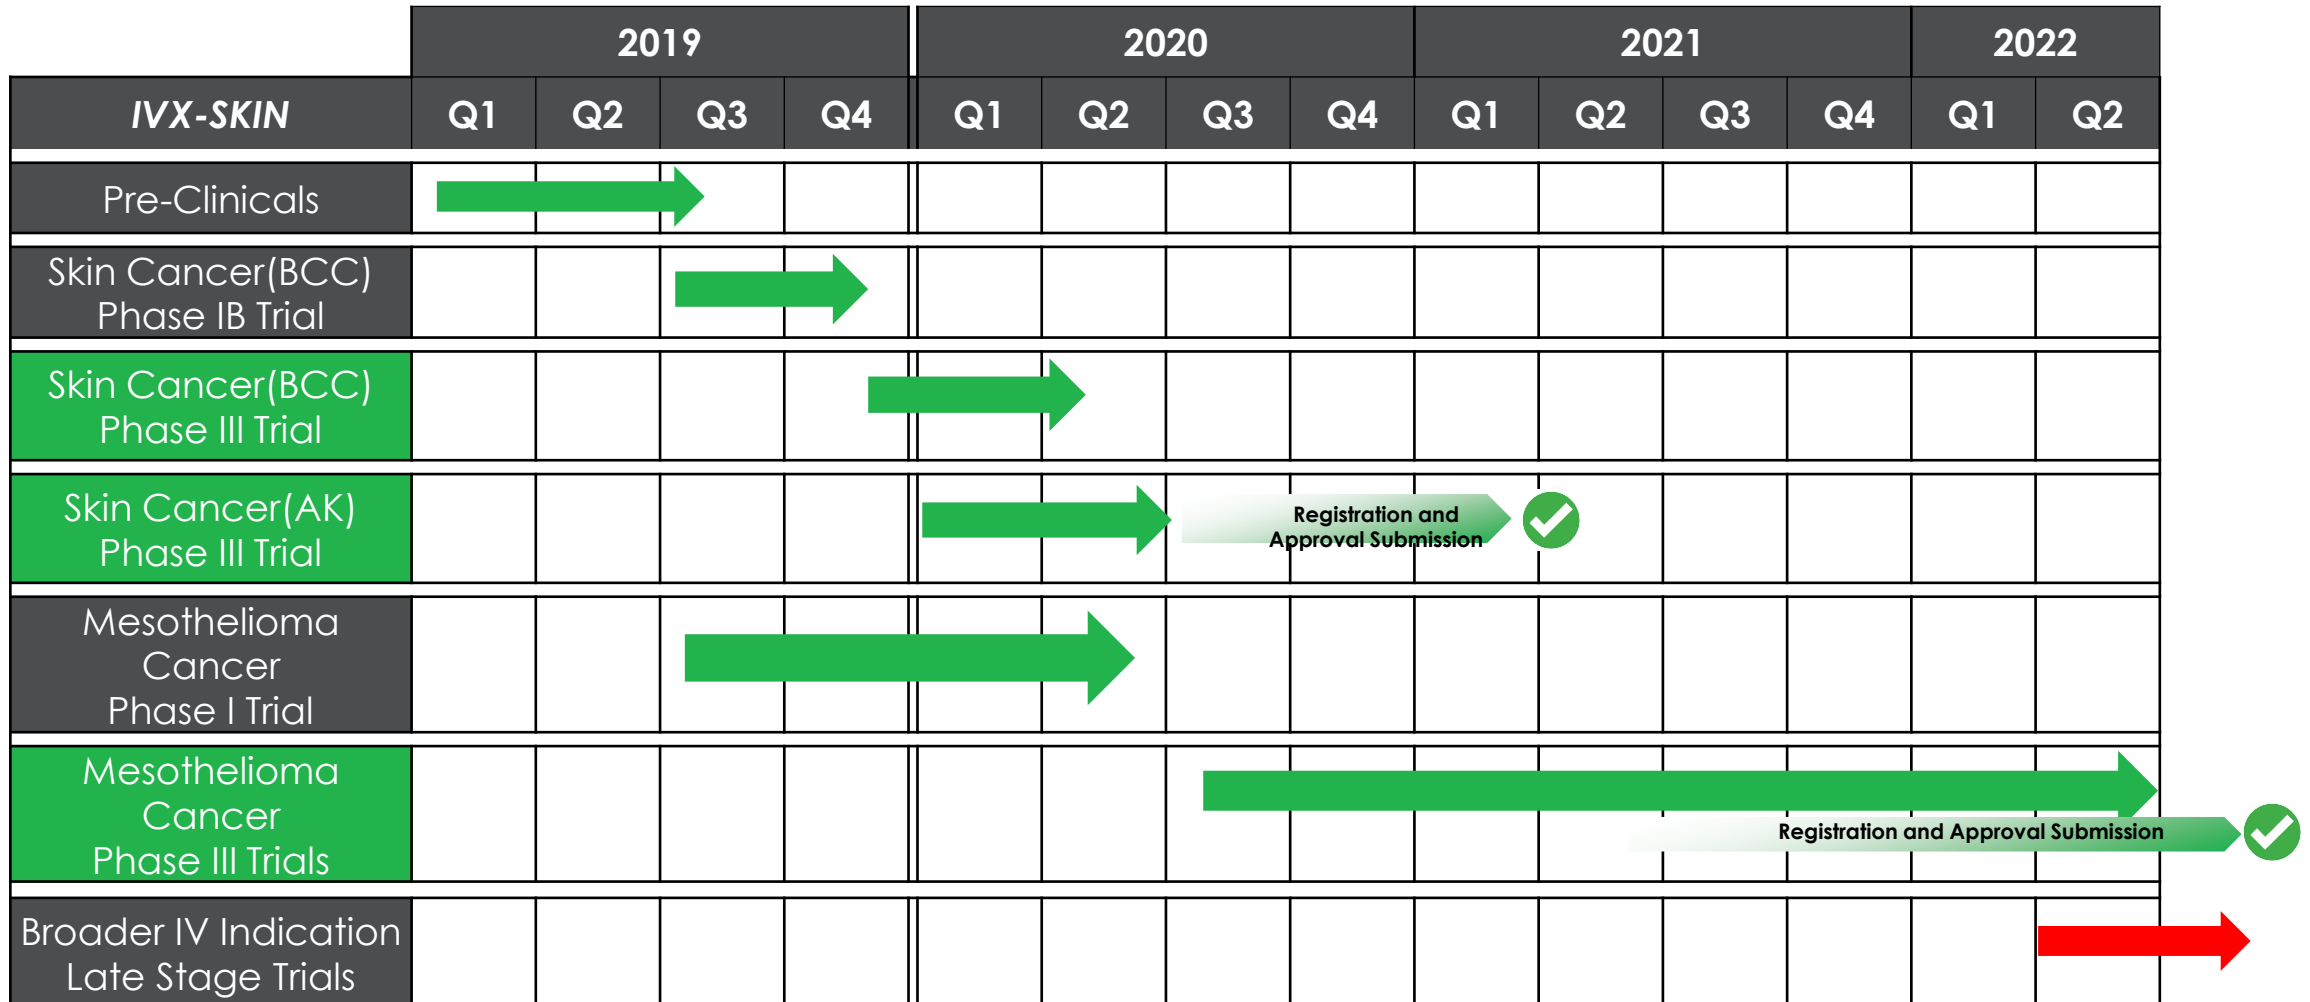 2019 2020 2021 2022
IVX-SKIN Q1 Q2 Q3 Q4 Q1 Q2 Q3 Q4 Q1 Q2 Q3 Q4 Q1 Q2
Pre-Clinicals
Skin Cancer(BCC)
Phase IB Trial
Skin Cancer(BCC)
Phase III Trial
Skin Cancer(AK)
Phase III Trial
Registration and
Approval Submission
Mesothelioma
Cancer
Phase I Trial
Mesothelioma
Cancer
Phase III Trials
Registration and Approval Submission
Broader IV Indication
Late Stage Trials